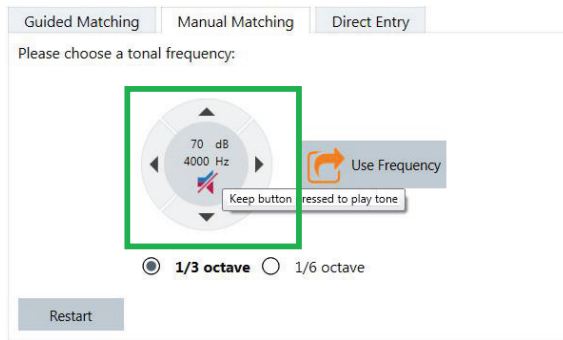 Guided Matching Manual Matching Direct Entry
Please choose a tonal frequency:
70 dB
4000 Hz
Use Frequency
Keep button ressed to play tone
1/3 octave 1/6 octave
Restart